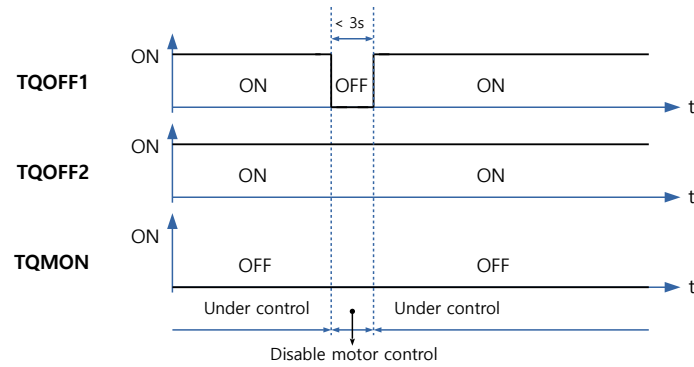 < 3s
ON
TQOFF1
ON OFF ON
t
ON
TQOFF2
ON ON
t
ON
TQMON
OFF OFF
t
Under control Under control
Disable motor control